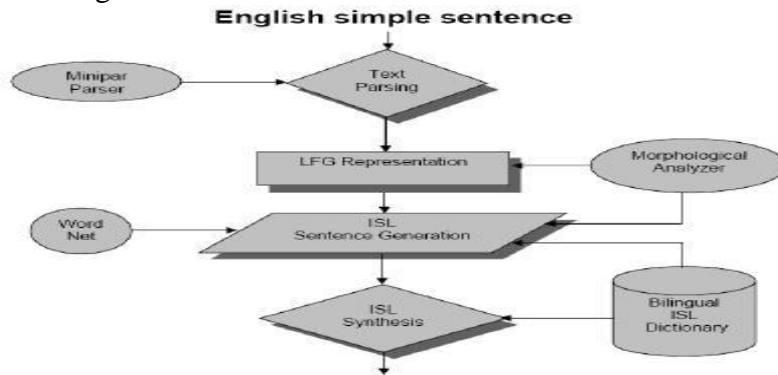 English simple sentence
Minipar
Parser
Text
Parsing
LFG Representation
Morphological
Analyzer
Word
Net
ISL
Sentence Generation
ISL
Synthesis
Bilingual
ISL
Dictionary